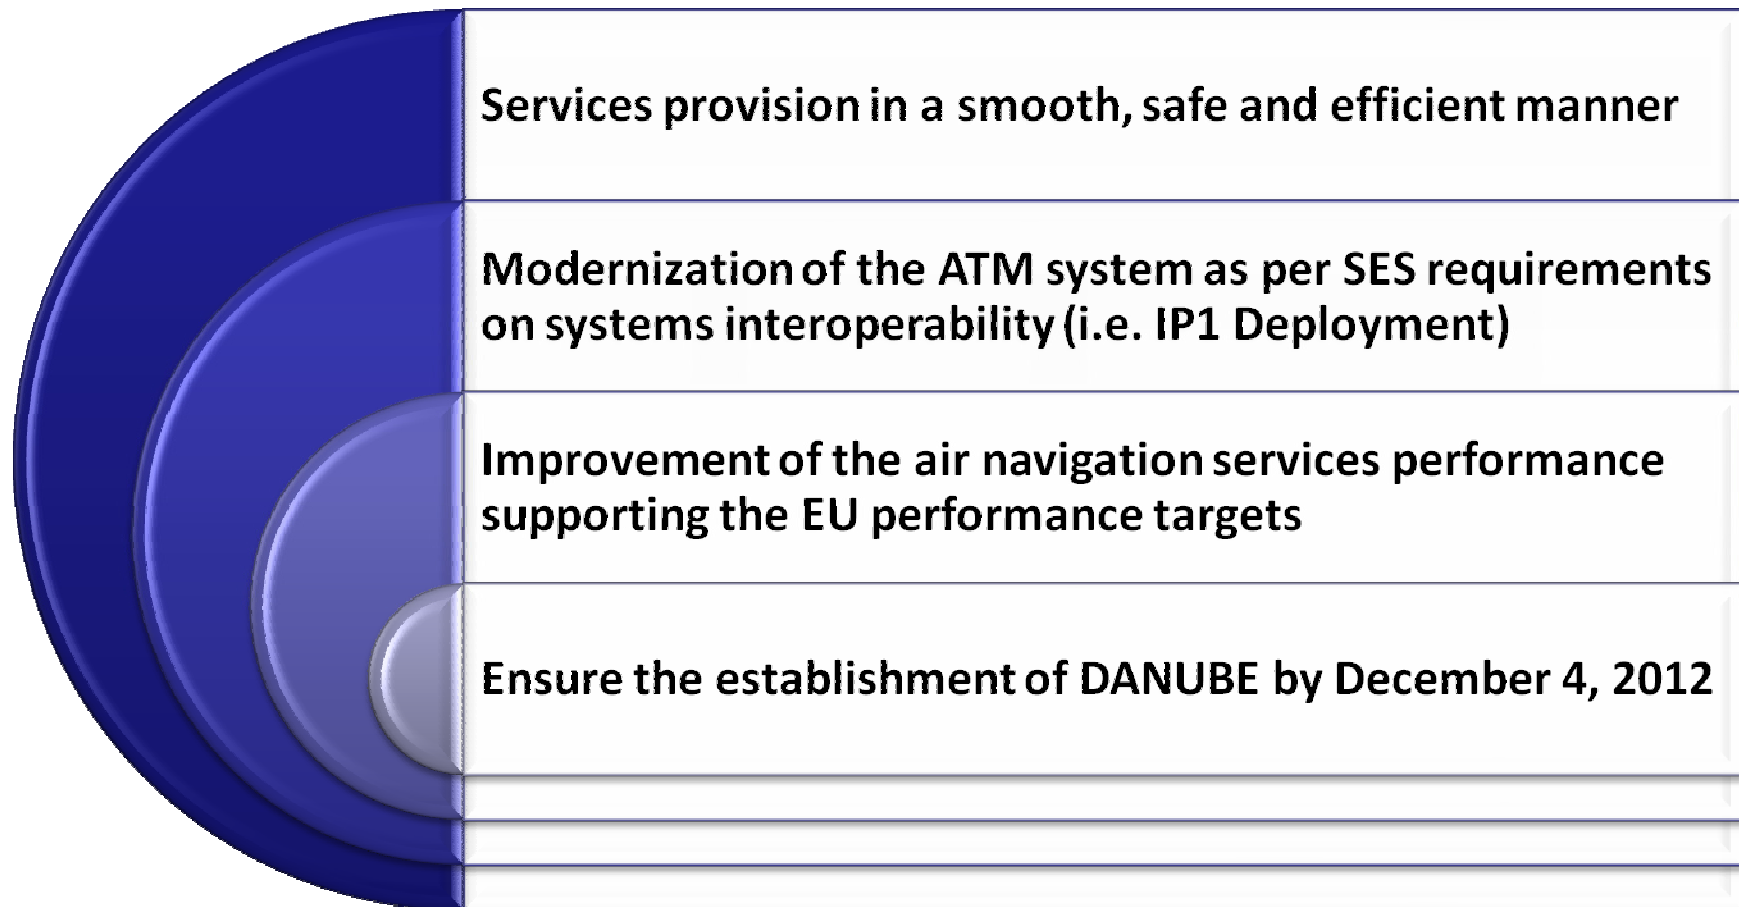 Services provision in a smooth, safe and efficient manner
Modernization of the ATM system as per SES requirements
on systems interoperability (i.e. IP1 Deployment)
Improvement of the air navigation services performance
supporting the EU performance targets
Ensure the establishment of DANUBE by December 4, 2012